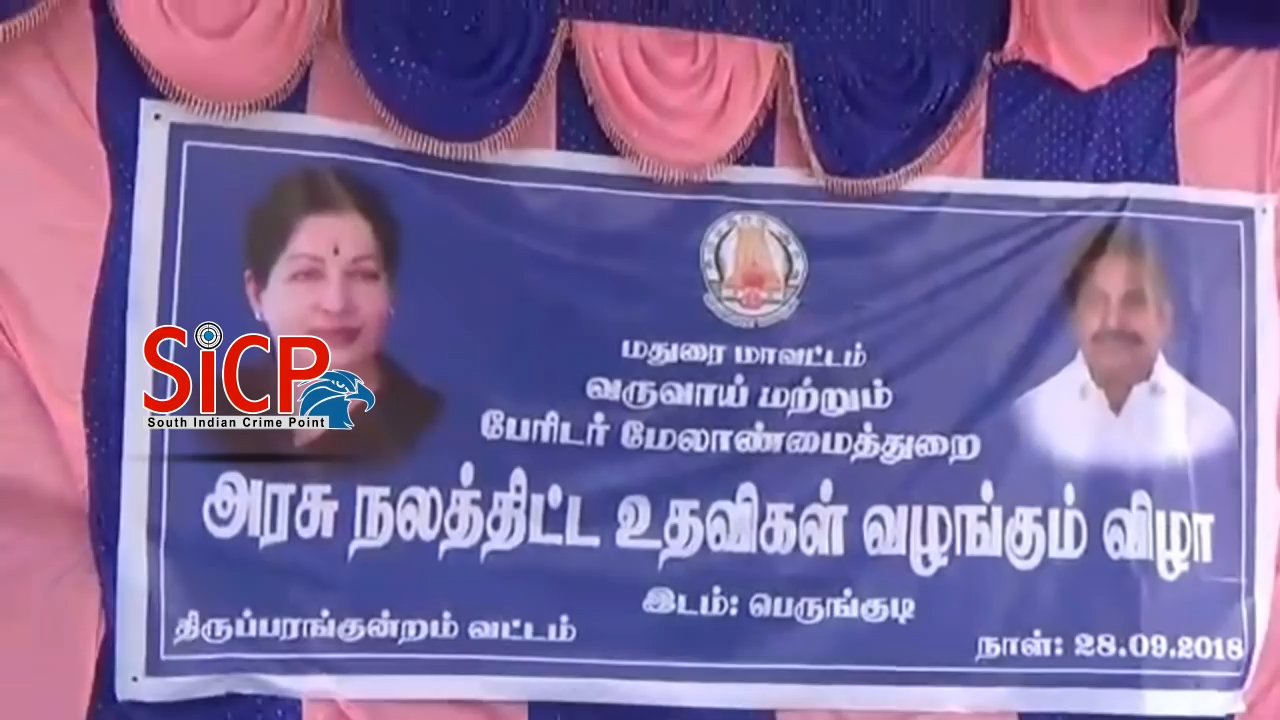 மதுரை மாவட்டம்
வருவாய் மற்றும்
பேரிடர் மேலாண்மைத்துறை
அரசு நலத்திட்ட உதவிகள் வழங்கும் விழா
இடம்: பெருங்குடி
திருப்பரங்குன்றம் வட்டம்
நாள்: 28.09.2018
SiCP
South Indian Crime Point